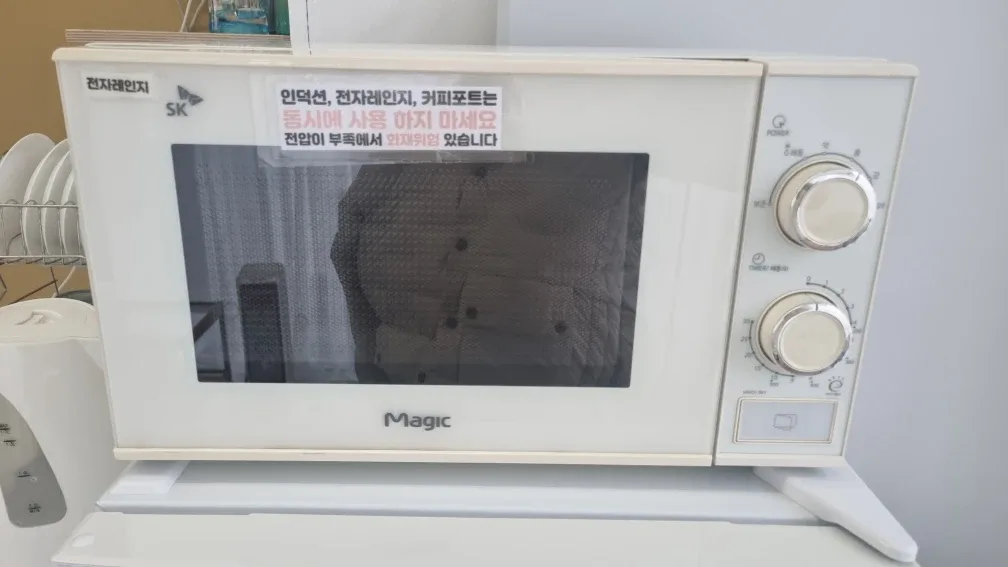 전자레인지
SK
인덕션, 전자레인지, 커피포트는
동시에 사용 하지 마세요
전압이 부족에서 화재위험 있습니다
POWER
Magic